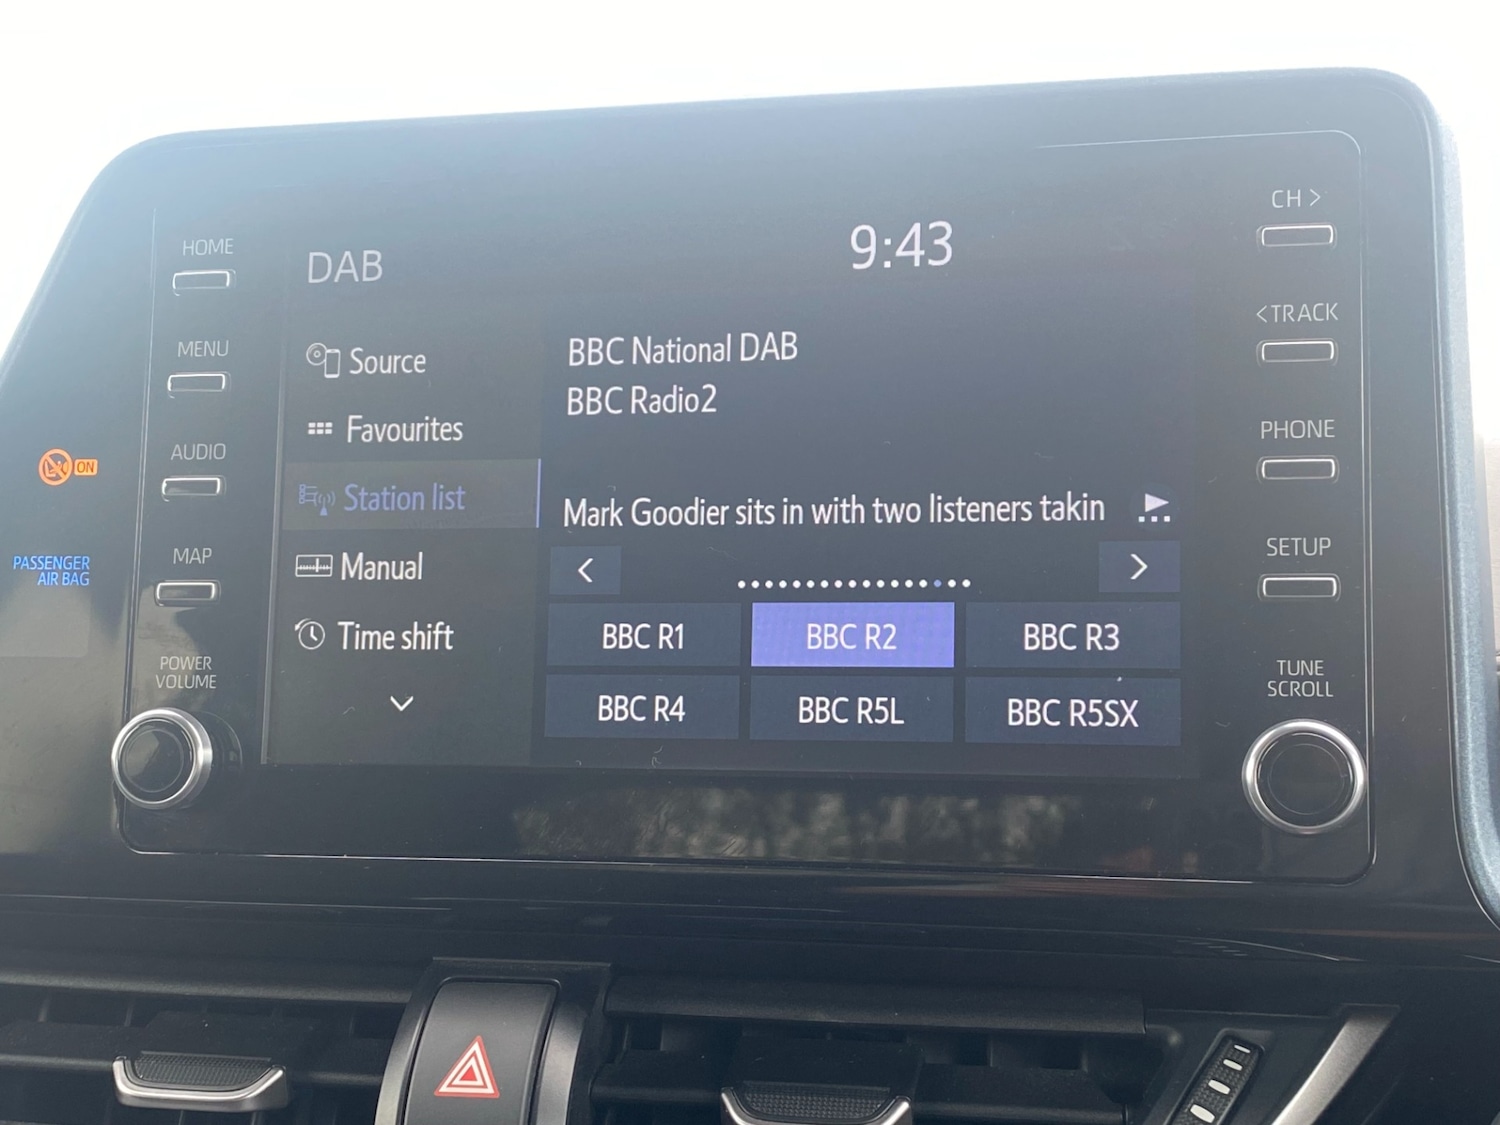 HOME
MENU
AUDIO
MAP
POWER
VOLUME
ON
PASSENGER
AIR BAG
DAB
9:43
Source
Favourites
Station list
Manual
Time shift
BBC National DAB
BBC Radio2
Mark Goodier sits in with two listeners takin
BBC R1
BBC R2
BBC R3
BBC R4
BBC R5L
BBC R5SX
CH >
<TRACK
PHONE
SETUP
TUNE
SCROLL